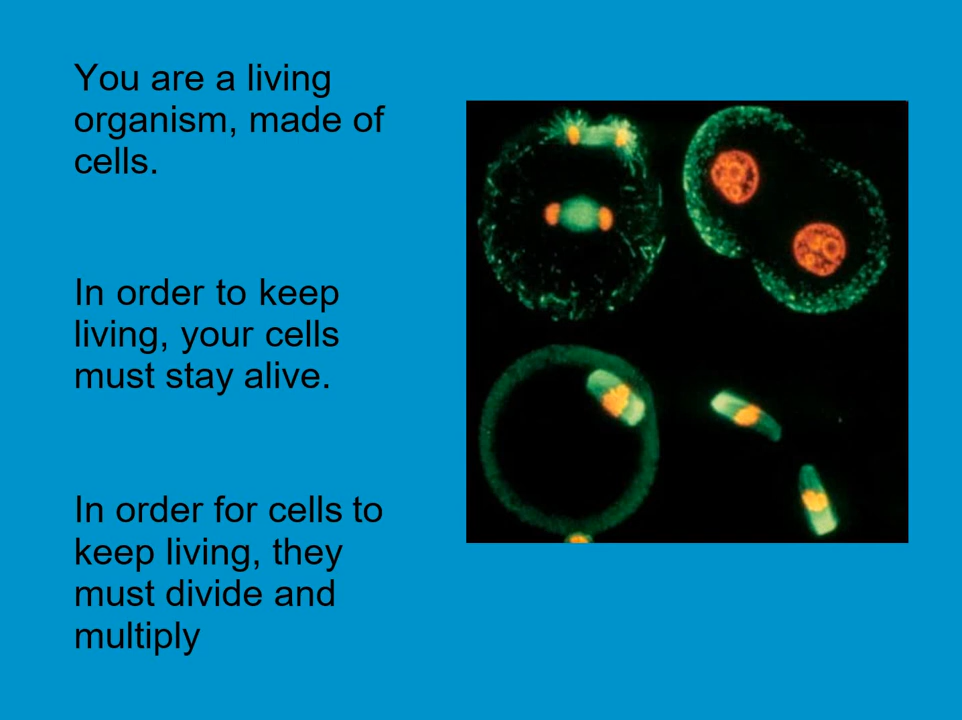 You are a living
organism, made of
cells.
In order to keep
living, your cells
must stay alive.
In order for cells to
keep living, they
must divide and
multiply